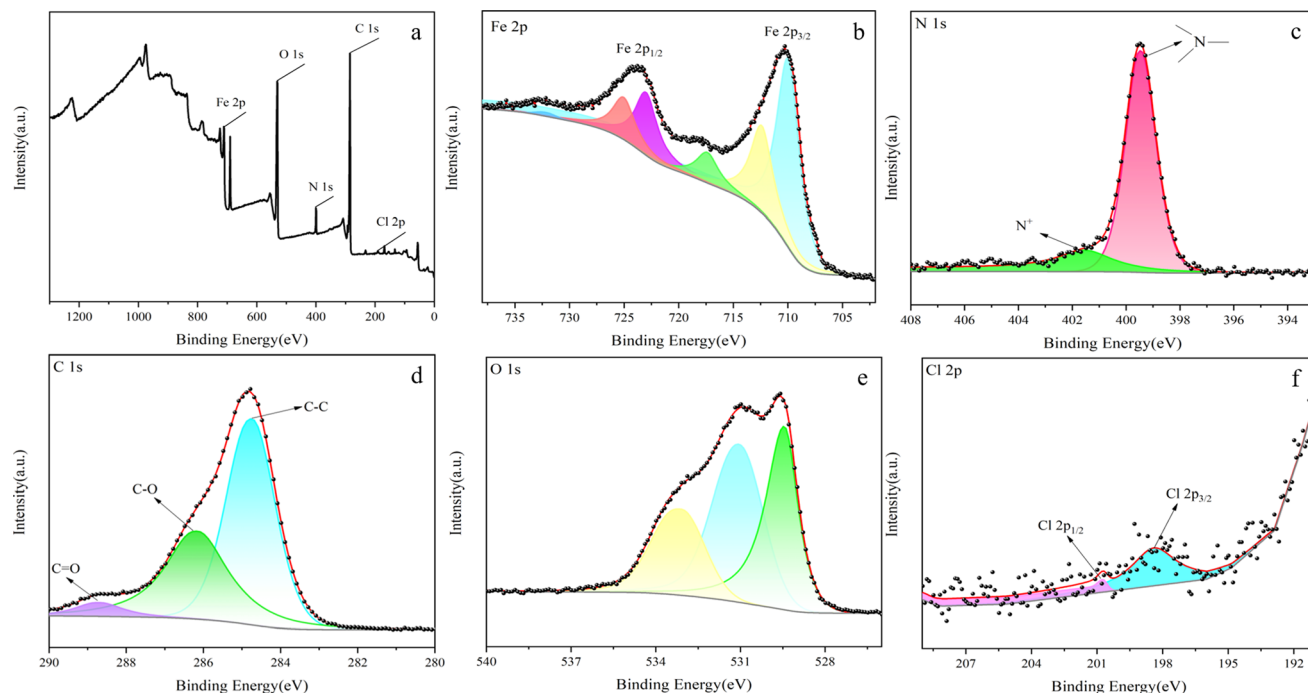 a
C 1s
O 1s
Fe 2p
N 1s
Cl 2p
Intensity(a.u.)
1200 1000 800 600 400 200 0
Binding Energy(eV)
Fe 2p
b
Fe 2p3/2
Fe 2p1/2
Intensity(a.u.)
735 730 725 720 715 710 705
Binding Energy(eV)
N 1s
c
N
N+
Intensity(a.u.)
408 406 404 402 400 398 396 394
Binding Energy(eV)
C 1s
d
C-C
C-O
C=O
Intensity(a.u.)
290 288 286 284 282 280
Binding Energy(eV)
O 1s
e
Intensity(a.u.)
540 537 534 531 528
Binding Energy(eV)
Cl 2p
f
Cl 2p3/2
Cl 2p1/2
Intensity(a.u.)
207 204 201 198 195 192
Binding Energy(eV)